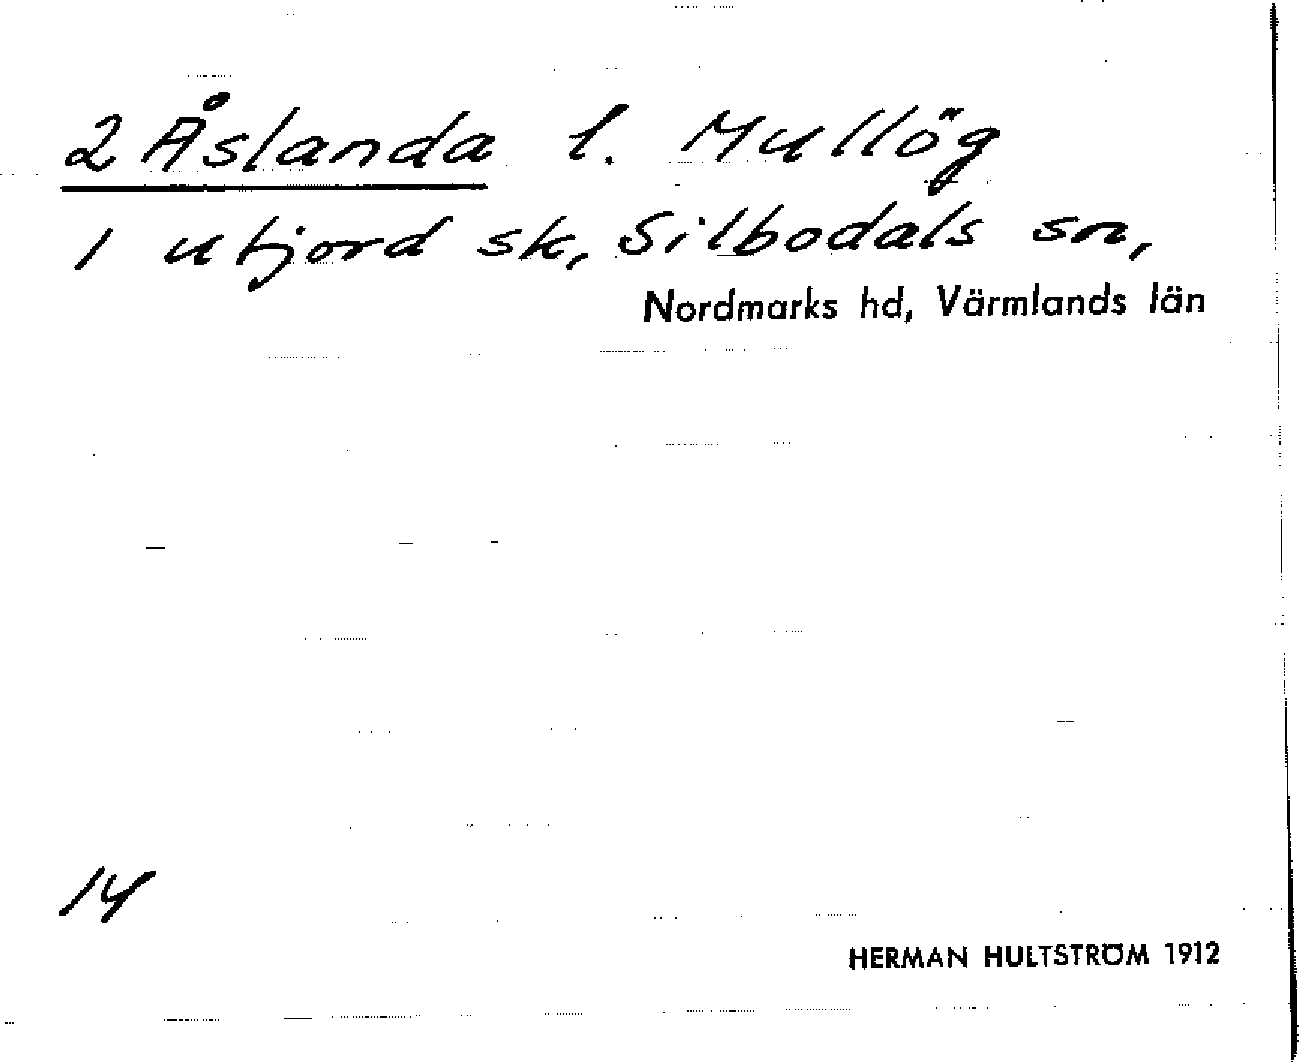 2 Åslanda l. Mullög
1 utjord sk, Silbodals sn,
Nordmarks hd, Värmlands län
14
HERMAN HULTSTRÖM 1912